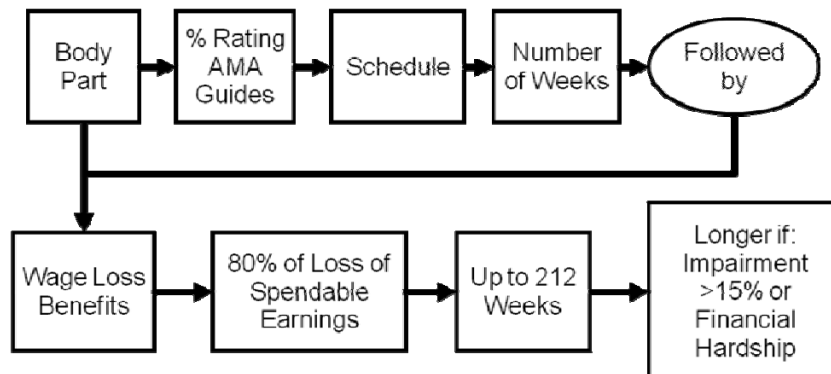 Body
Part
% Rating
AMA
Guides
Schedule
Number
of Weeks
Followed
by
Wage Loss
Benefits
80% of Loss of
Spendable
Earnings
Up to 212
Weeks
Longer if:
Impairment
>15% or
Financial
Hardship